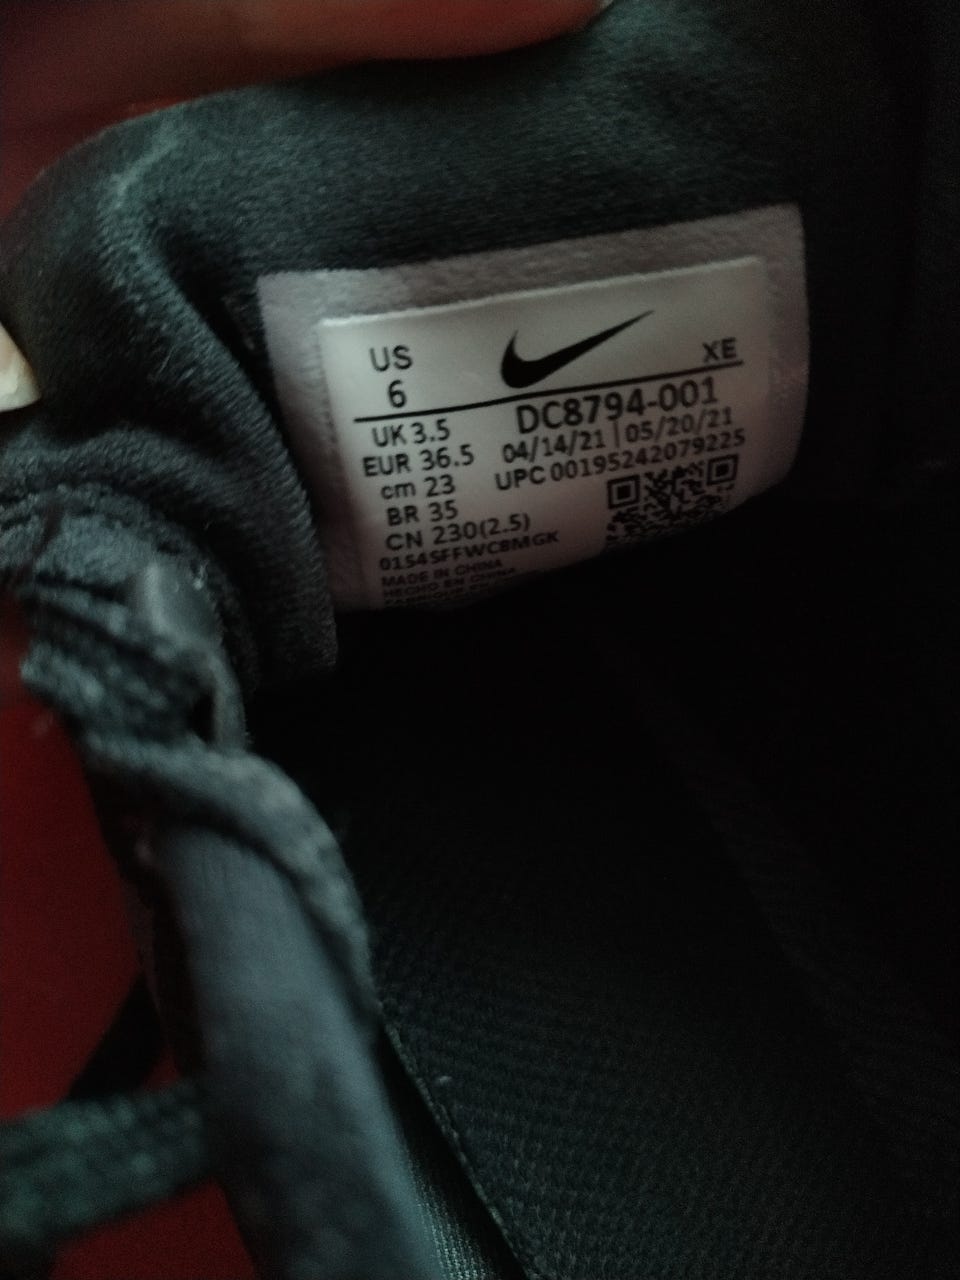 US
6
XE
UK 3.5
EUR 36.5
cm 23
BR 35
CN 230(2.5)
DC8794-001
04/14/21 | 05/20/21
UPC 00195242079225
MADE IN CHINA
HECHO EN CHINA